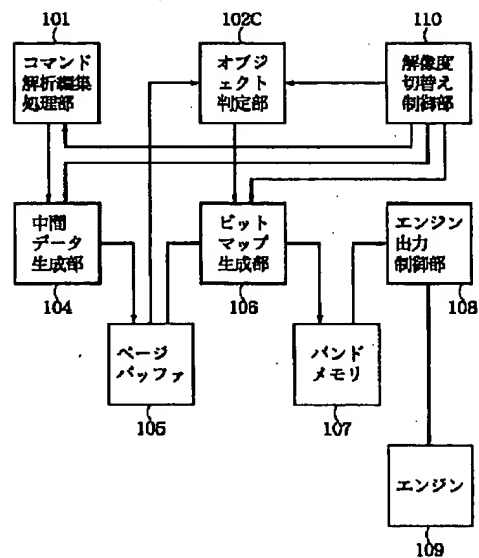 101
102C
110
コマンド
解析編集
処理部
オブジ
ェクト
判定部
解像度
切替え
制御部
中間
データ
生成部
ビット
マップ
生成部
エンジン
出力
制御部
104
106
108
ページ
バッファ
バンド
メモリ
105
107
エンジン
109